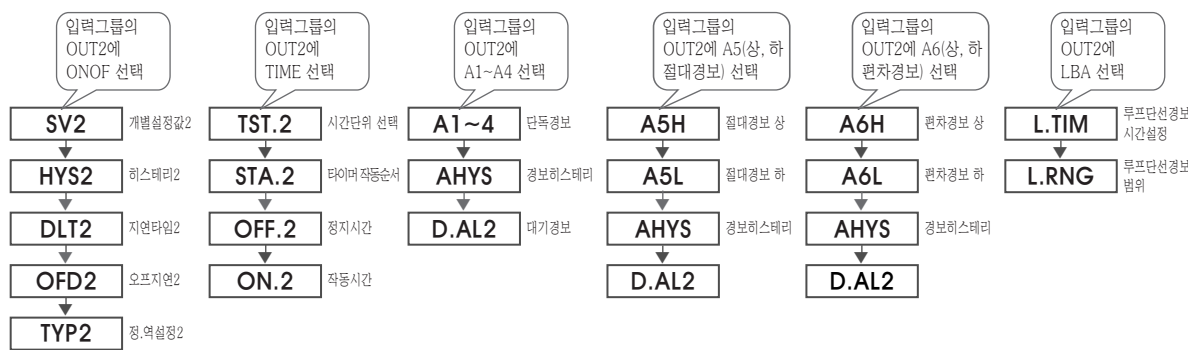 입력그룹의
OUT2에
ONOF 선택
SV2 개별설정값2
HYS2 히스테리2
DLT2 지연타임2
OFD2 오프지연2
TYP2 정.역설정2
입력그룹의
OUT2에
TIME 선택
TST.2 시간단위 선택
STA.2 타이머 작동순서
OFF.2 정지시간
ON.2 작동시간
입력그룹의
OUT2에
A1~A4 선택
A1~4 단독경보
AHYS 경보히스테리
D.AL2 대기경보
입력그룹의
OUT2에 A5(상, 하
절대경보) 선택
A5H 절대경보 상
A5L 절대경보 하
AHYS 경보히스테리
D.AL2
입력그룹의
OUT2에 A6(상, 하
편차경보) 선택
A6H 편차경보 상
A6L 편차경보 하
AHYS 경보히스테리
D.AL2
입력그룹의
OUT2에
LBA 선택
L.TIM 루프단선경보
시간설정
L.RNG 루프단선경보
범위